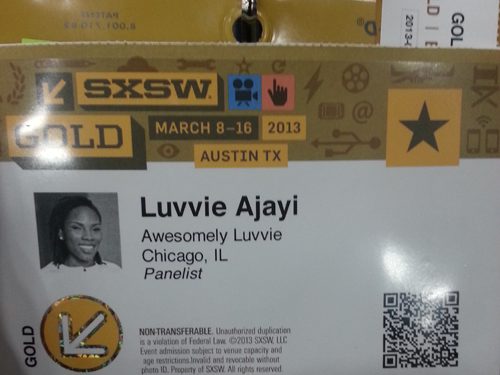 GOL
2013-
SXSW.
GOLD
MARCH 8-16 2013
AUSTIN TX
Luvvie Ajayi
Awesomely Luvvie
Chicago, IL
Panelist
GOLD
NON-TRANSFERABLE. Unauthorized duplication
is a violation of Federal Law. ©2013 SXSW, LLC
Event admission subject to venue capacity and
age restrictions.Invalid and revocable without
photo ID. Property of SXSW. All rights reserved.